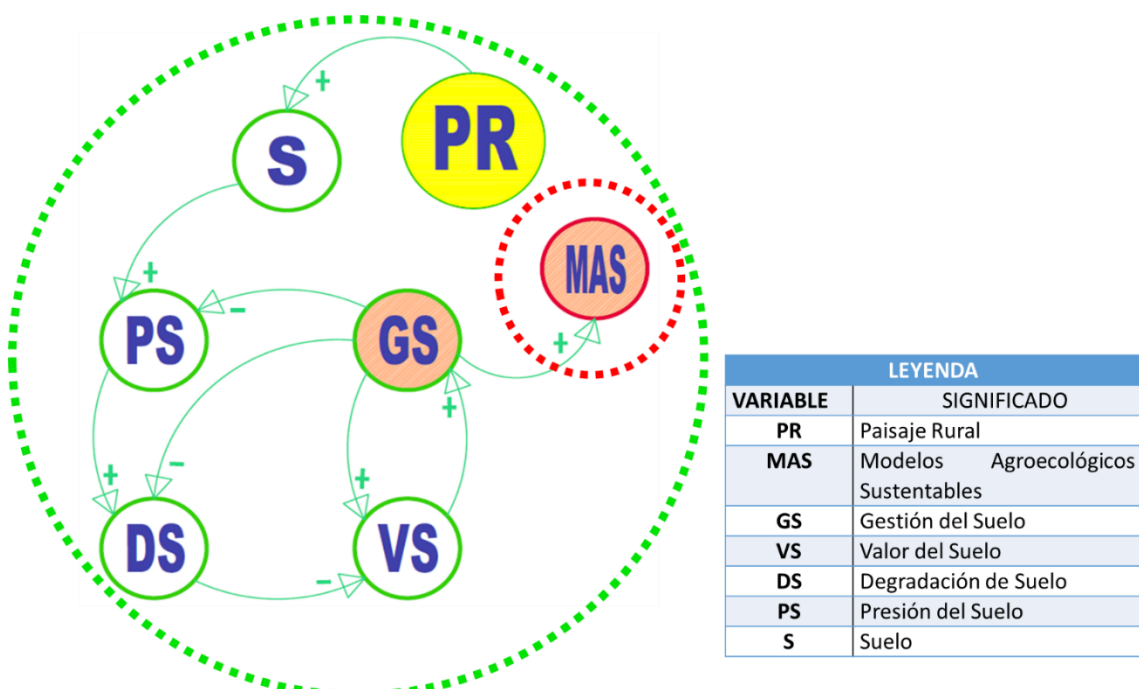 +
PR
S
MAS
+
-
PS
GS
+
+
+
-
+
DS
VS
-
LEYENDA
VARIABLE SIGNIFICADO
PR Paisaje Rural
MAS Modelos Agroecológicos
Sustentables
GS Gestión del Suelo
VS Valor del Suelo
DS Degradación de Suelo
PS Presión del Suelo
S Suelo